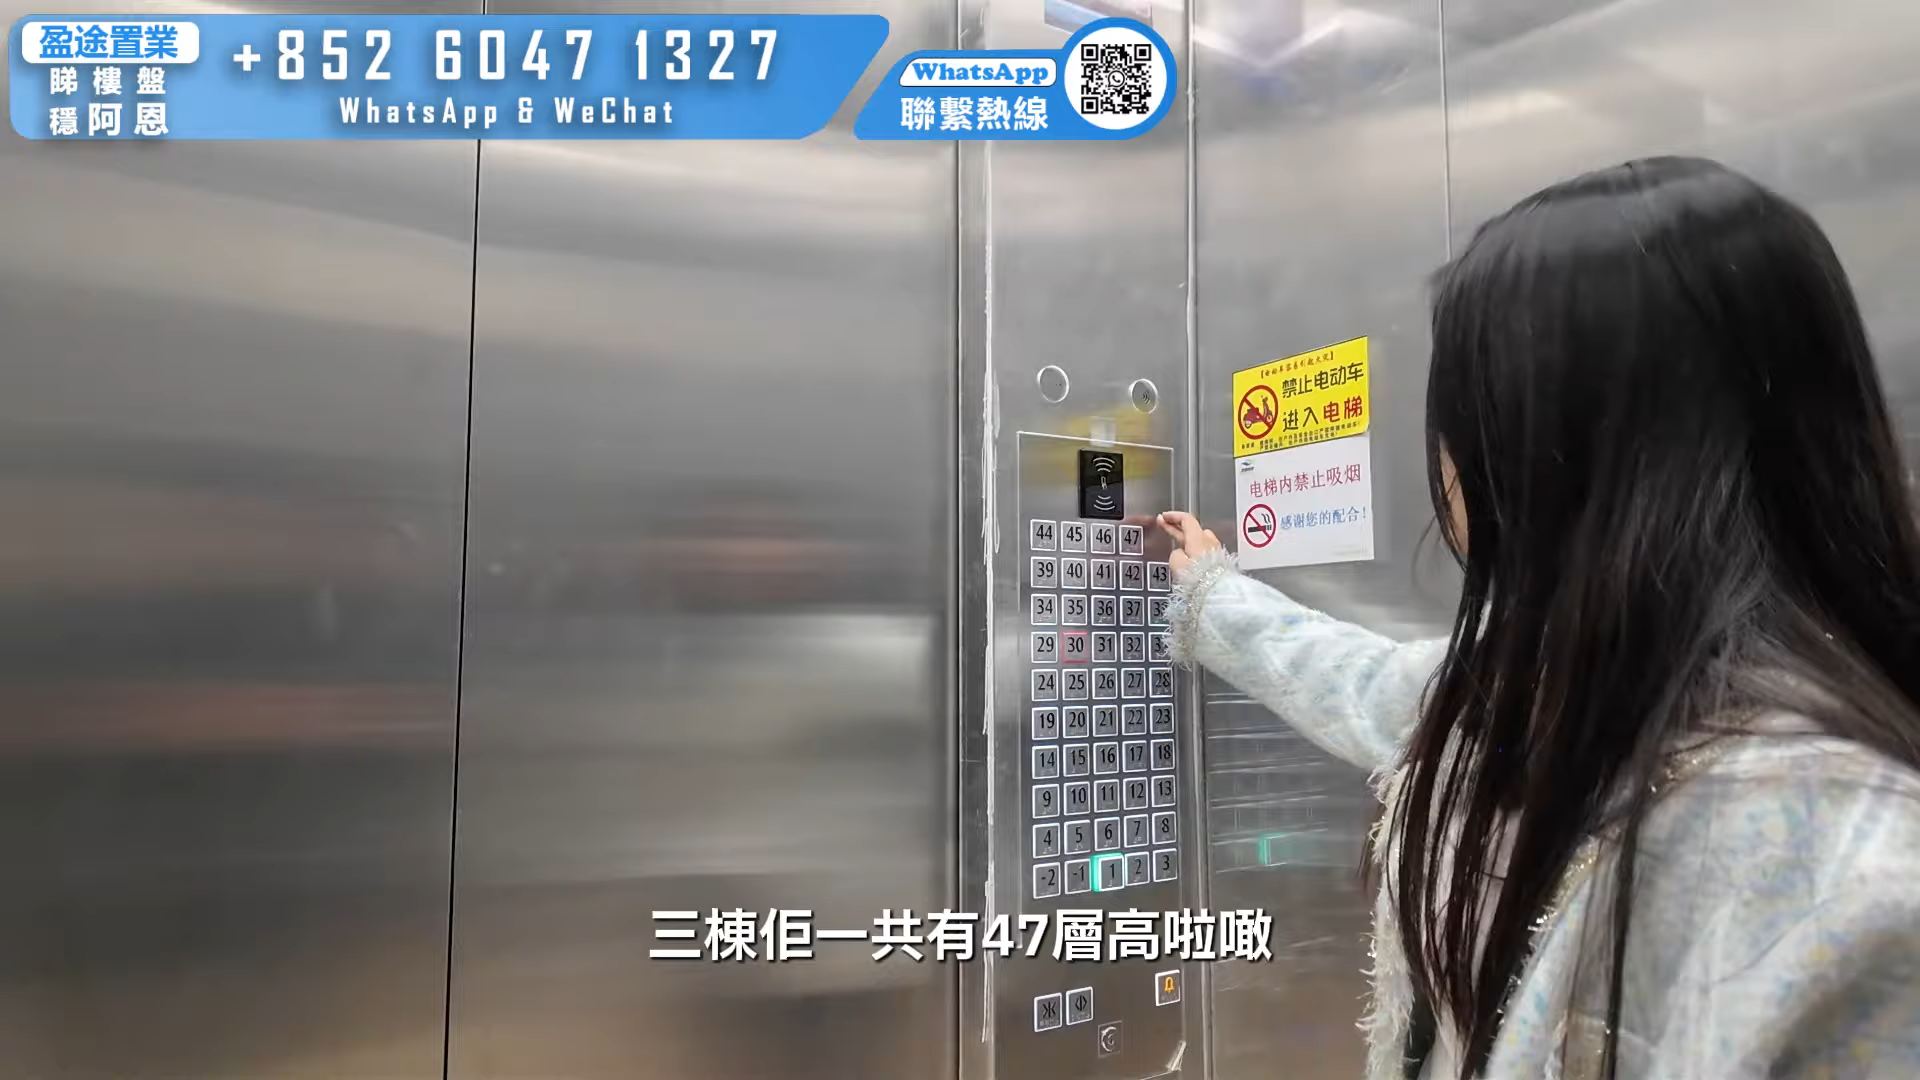 盈途置業
睇樓盤
穩阿恩
+852 6047 1327
WhatsApp & WeChat
WhatsApp
聯繫熱線
禁止电动车
进入电梯
电梯内禁止吸烟
感谢您的配合!
44 45 46 47
39 40 41 42 43
34 35 36 37
29 30 31 32
24 25 26 27 28
19 20 21 22 23
14 15 16 17 18
9 10 11 12 13
4 5 6 7 8
-2 -1 1 2 3
三棟佢一共有47層高啦噉